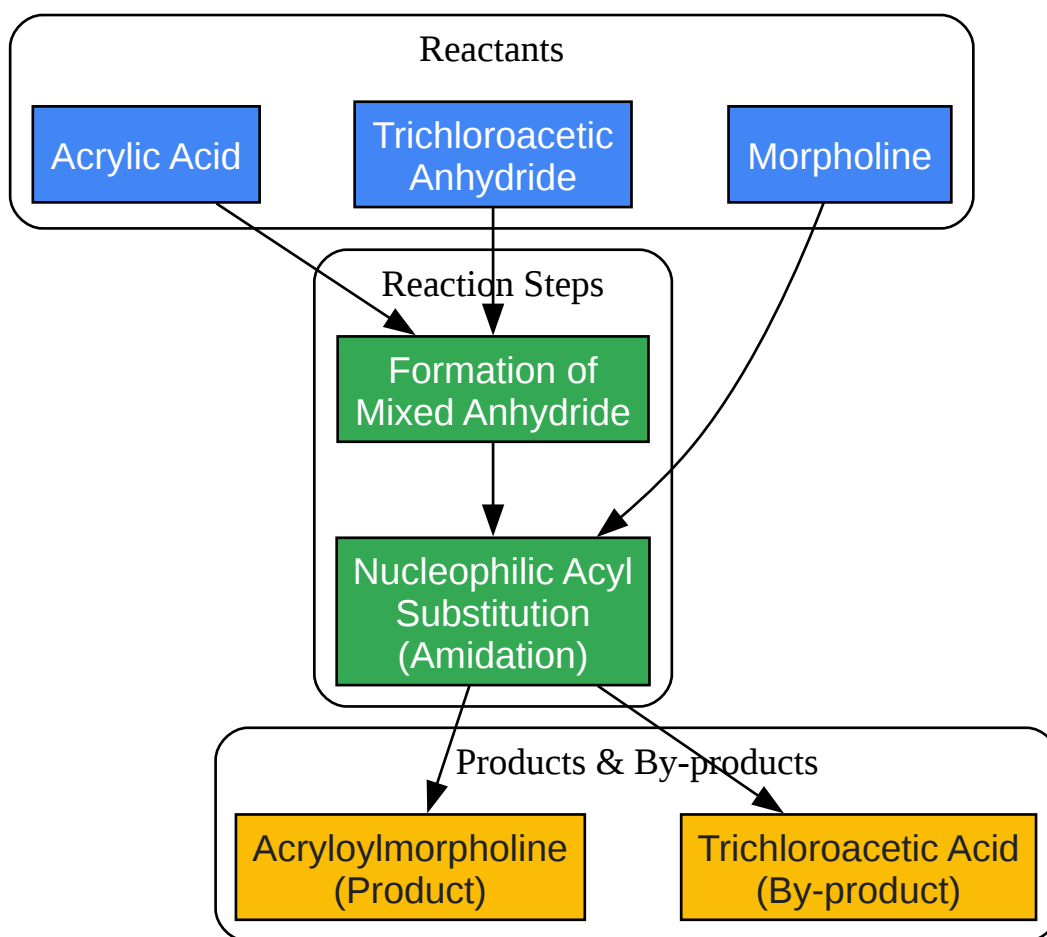 Reactants
Acrylic Acid
Trichloroacetic
Anhydride
Morpholine
Reaction Steps
Formation of
Mixed Anhydride
Nucleophilic Acyl
Substitution
(Amidation)
Products & By-products
Acryloylmorpholine
(Product)
Trichloroacetic Acid
(By-product)